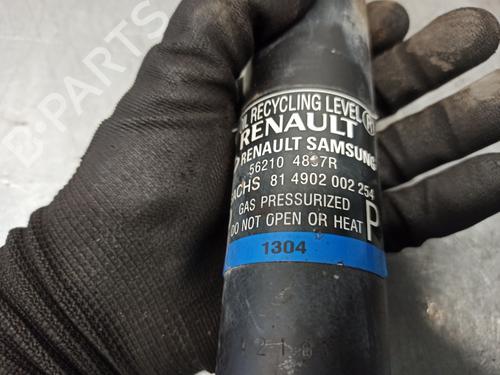 B-PARTS
RECYCLING LEVEL
RENAULT
RENAULT SAMSUNG
56210 4887R
SACHS 81 4902 002 254
GAS PRESSURIZED
DO NOT OPEN OR HEAT
P
1304